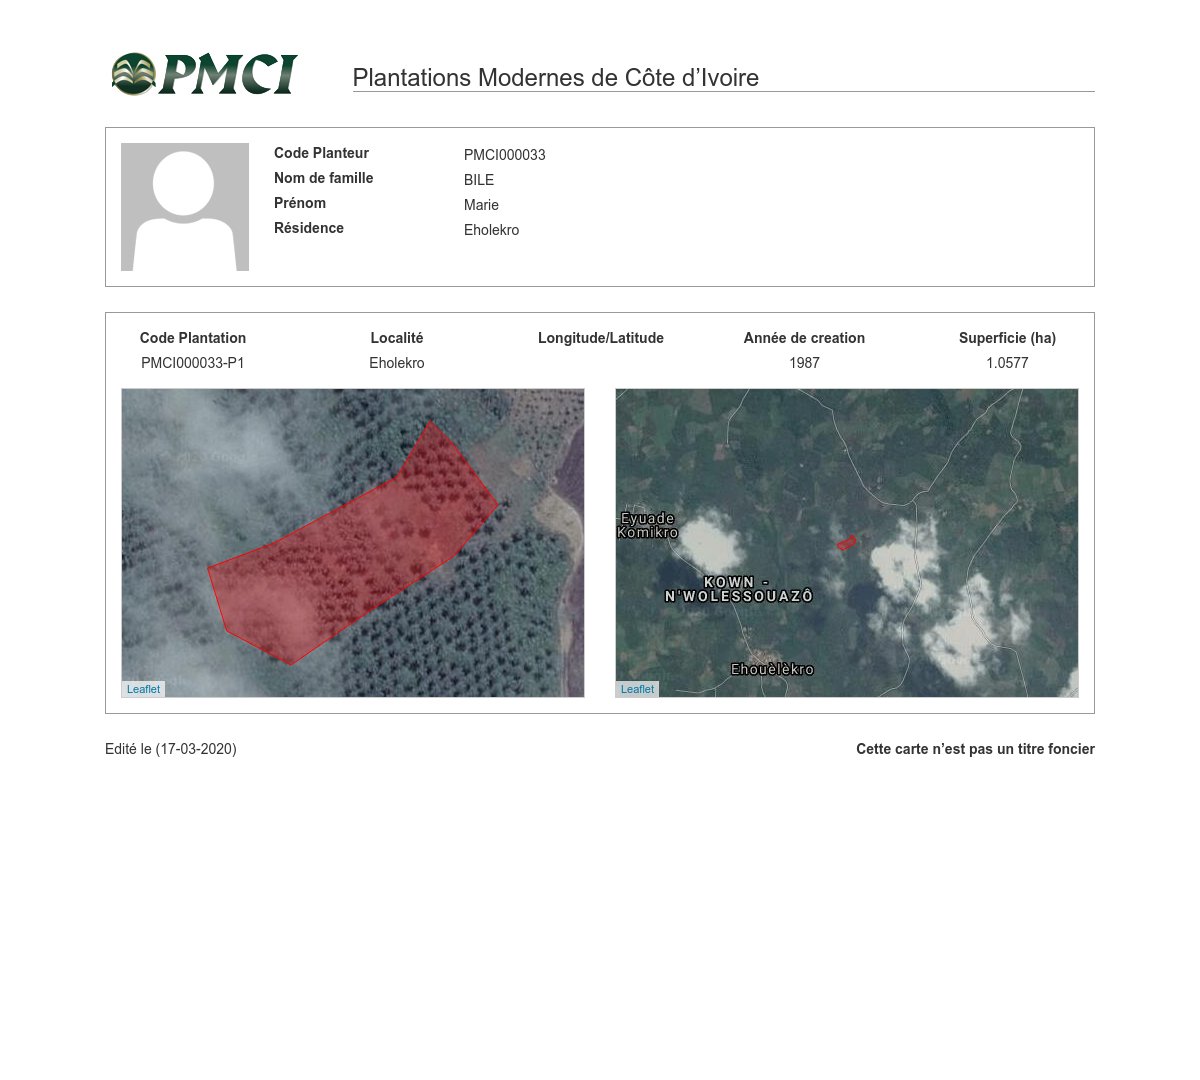 PMCI
Plantations Modernes de Côte d’Ivoire
Code Planteur PMCI000033
Nom de famille BILE
Prénom Marie
Résidence Eholekro
Code Plantation Localité Longitude/Latitude Année de creation Superficie (ha)
PMCI000033-P1 Eholekro 1987 1.0577
Eyuade
Komikro
KOWN -
N'WOLESSOUAZÔ
Ehouèlèkro
Leaflet
Leaflet
Edité le (17-03-2020) Cette carte n’est pas un titre foncier